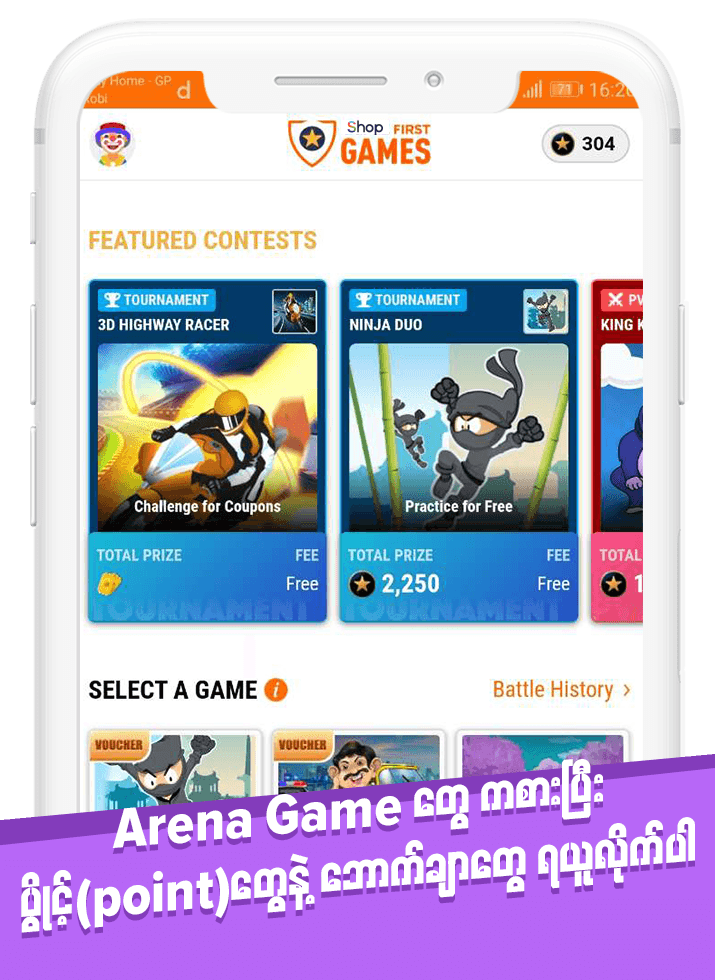 y Home - GP
obi
d
71
16:20
Shop FIRST
GAMES
304
FEATURED CONTESTS
TOURNAMENT
3D HIGHWAY RACER
Challenge for Coupons
TOTAL PRIZE FEE
Free
TOURNAMENT
TOURNAMENT
NINJA DUO
Practice for Free
TOTAL PRIZE FEE
2,250 Free
TOURNAMENT
KING K
TOTAL
SELECT A GAME
Battle History >
VOUCHER
VOUCHER
Arena Game တွေ ကစားပြီး
ပွိုင့်(point)တွေနဲ့ ဘောက်ချာတွေ ရယူလိုက်ပါ